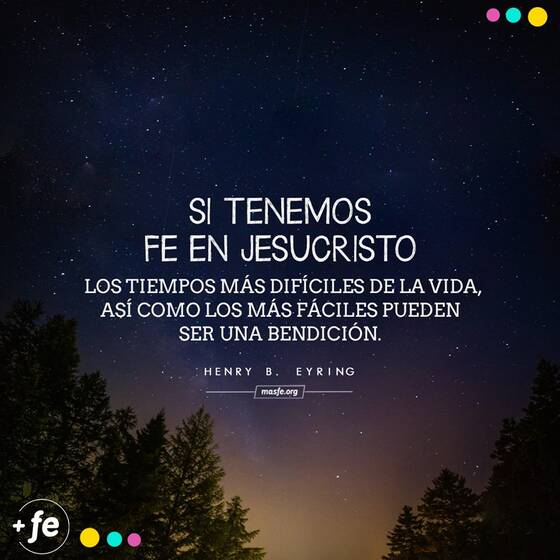 SI TENEMOS
FE EN JESUCRISTO
LOS TIEMPOS MÁS DIFÍCILES DE LA VIDA,
ASÍ COMO LOS MÁS FÁCILES PUEDEN
SER UNA BENDICIÓN.
HENRY B. EYRING
masfe.org
+fe